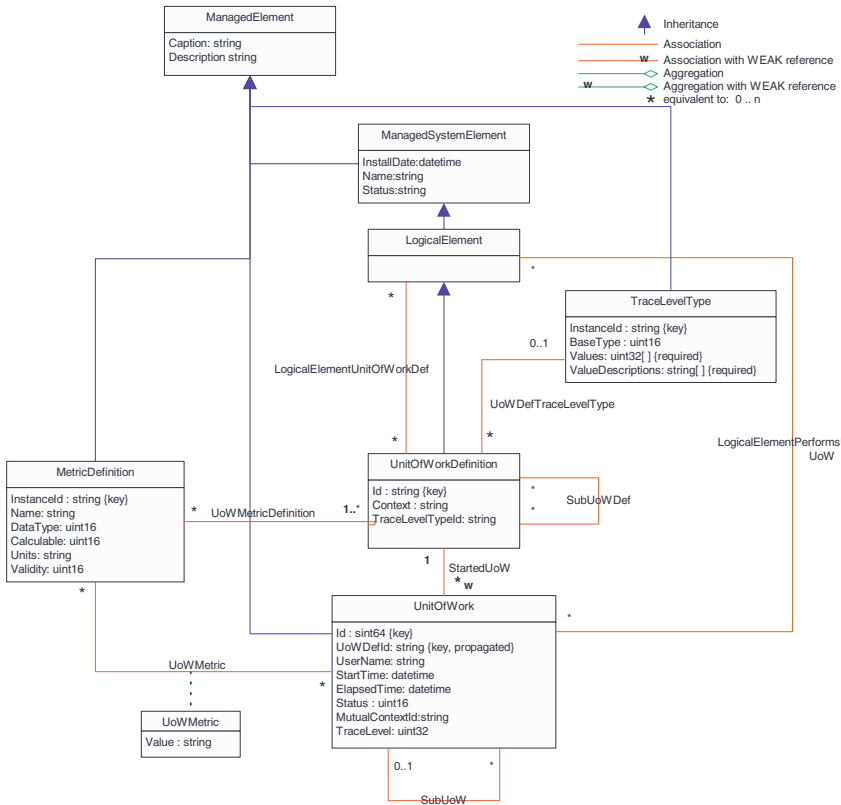 ManagedElement
Caption: string
Description string
Inheritance
Association
w
Association with WEAK reference
Aggregation
w
Aggregation with WEAK reference
* equivalent to: 0 .. n
ManagedSystemElement
InstallDate:datetime
Name:string
Status:string
LogicalElement
*
*
TraceLevelType
InstanceId : string {key}
BaseType : uint16
Values: uint32[ ] {required}
ValueDescriptions: string[ ] {required}
0..1
LogicalElementUnitOfWorkDef
UoWDefTraceLevelType
*
*
LogicalElementPerforms
UoW
UnitOfWorkDefinition
Id : string {key}
Context : string
TraceLevelTypeId: string
*
*
SubUoWDef
MetricDefinition
InstanceId : string {key}
Name: string
DataType: uint16
Calculable: uint16
Units: string
Validity: uint16
*
UoWMetricDefinition
1..*
1
StartedUoW
* w
*
*
UnitOfWork
Id : sint64 {key}
UoWDefId: string {key, propagated}
UserName: string
StartTime: datetime
ElapsedTime: datetime
Status : uint16
MutualContextId:string
TraceLevel: uint32
UoWMetric
*
UoWMetric
Value : string
0..1
*
SubUoW